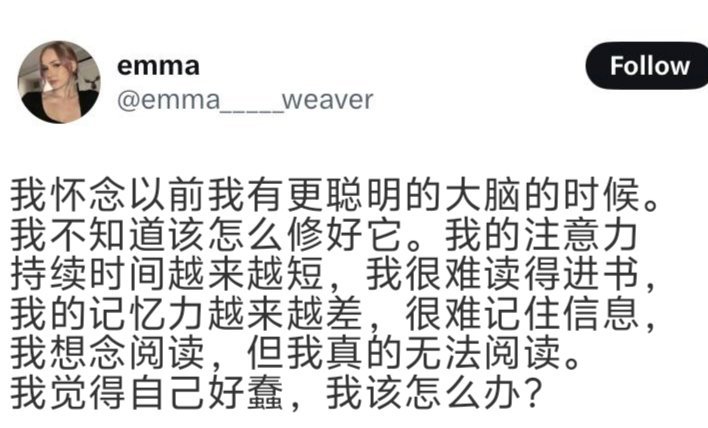 emma
@emma_____weaver
Follow
我怀念以前我有更聪明的大脑的时候。
我不知道该怎么修好它。我的注意力
持续时间越来越短，我很难读得进书，
我的记忆力越来越差，很难记住信息，
我想念阅读，但我真的无法阅读。
我觉得自己好蠢，我该怎么办？